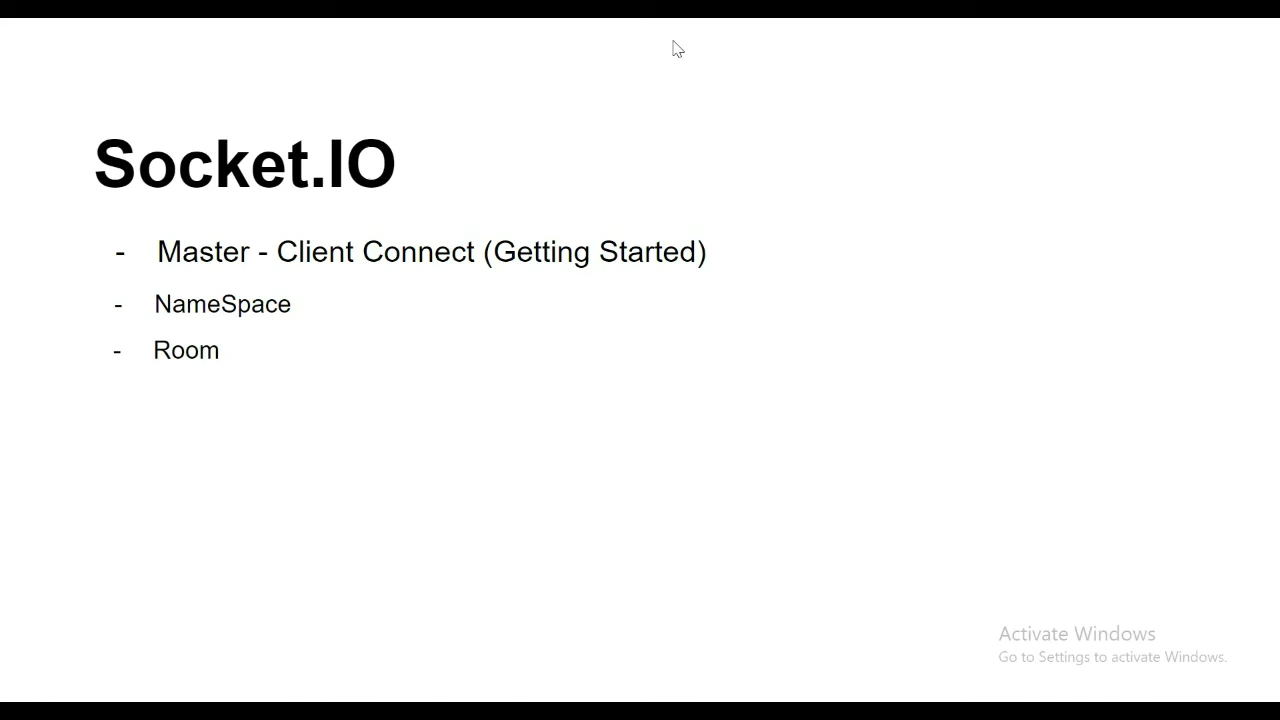 Socket.IO
- Master - Client Connect (Getting Started)
- NameSpace
- Room
Activate Windows
Go to Settings to activate Windows.